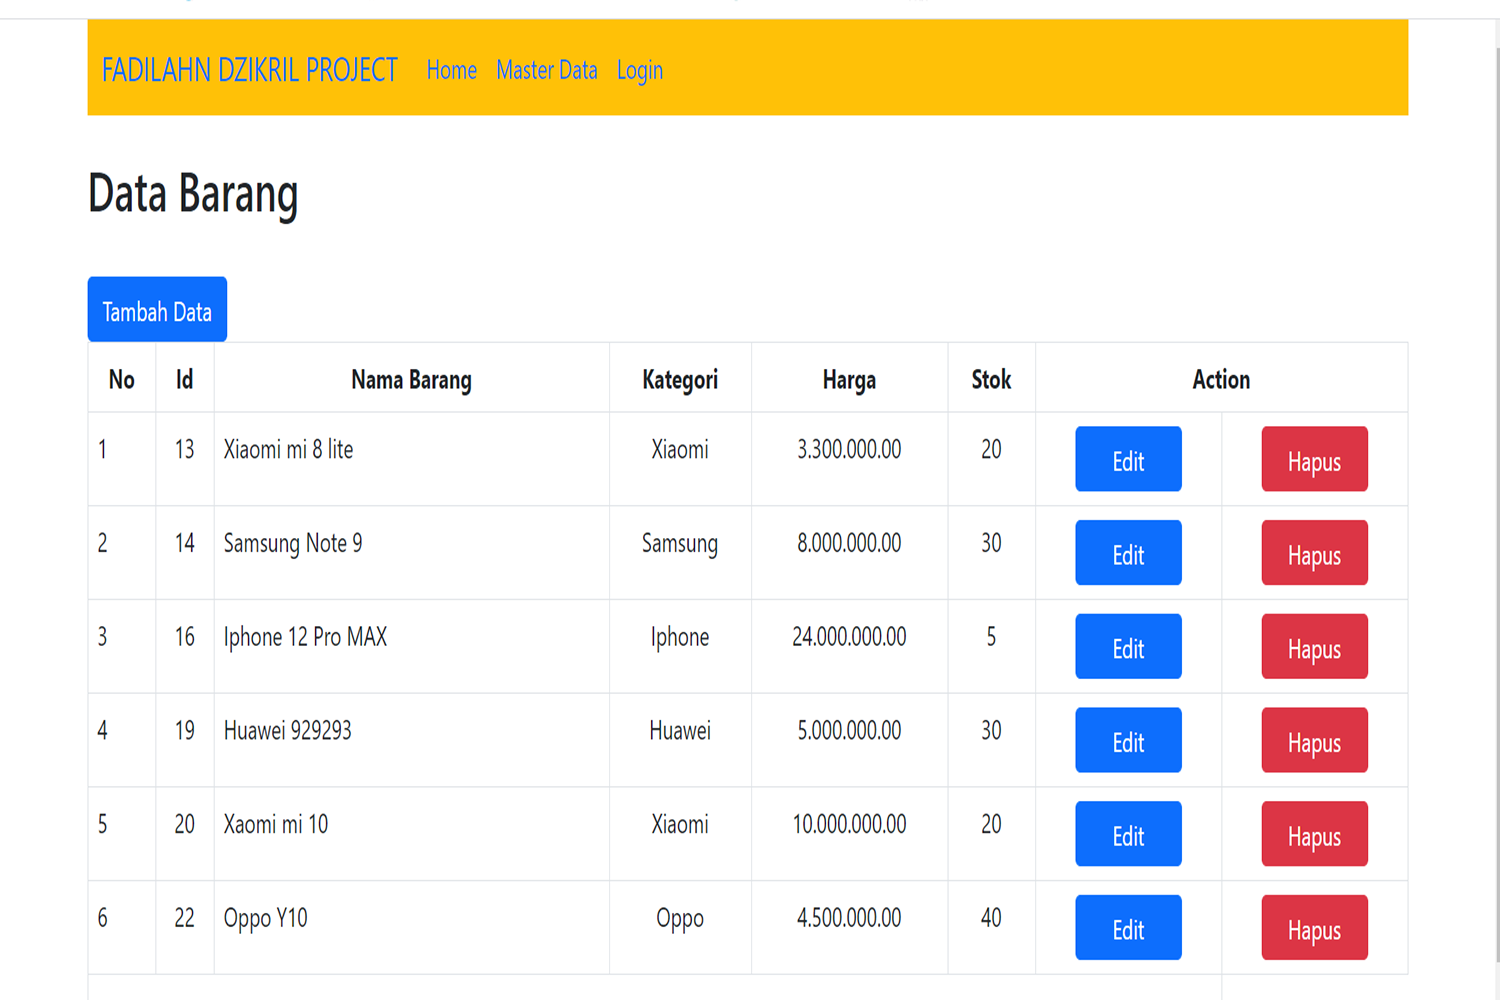 FADILAHN DZIKRIL PROJECT Home Master Data Login
Data Barang
Tambah Data
No Id Nama Barang Kategori Harga Stok Action
1 13 Xiaomi mi 8 lite Xiaomi 3.300.000.00 20 Edit Hapus
2 14 Samsung Note 9 Samsung 8.000.000.00 30 Edit Hapus
3 16 Iphone 12 Pro MAX Iphone 24.000.000.00 5 Edit Hapus
4 19 Huawei 929293 Huawei 5.000.000.00 30 Edit Hapus
5 20 Xaomi mi 10 Xiaomi 10.000.000.00 20 Edit Hapus
6 22 Oppo Y10 Oppo 4.500.000.00 40 Edit Hapus